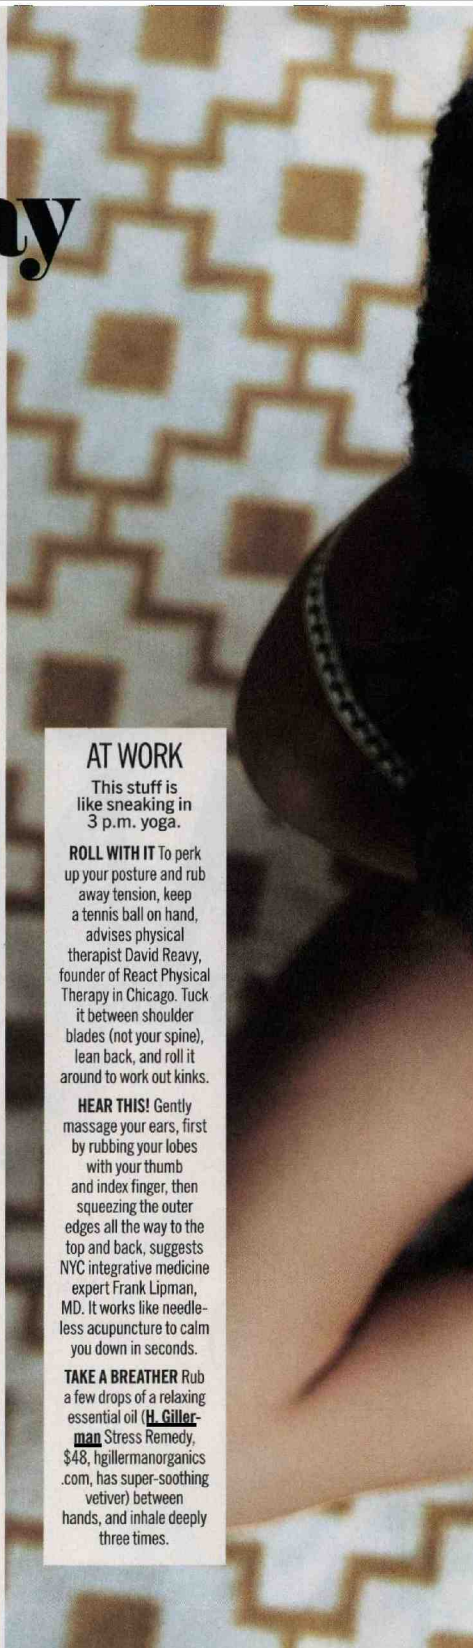 ay
AT WORK
This stuff is
like sneaking in
3 p.m. yoga.
ROLL WITH IT To perk
up your posture and rub
away tension, keep
a tennis ball on hand,
advises physical
therapist David Reavy,
founder of React Physical
Therapy in Chicago. Tuck
it between shoulder
blades (not your spine),
lean back, and roll it
around to work out kinks.
HEAR THIS! Gently
massage your ears, first
by rubbing your lobes
with your thumb
and index finger, then
squeezing the outer
edges all the way to the
top and back, suggests
NYC integrative medicine
expert Frank Lipman,
MD. It works like needle-
less acupuncture to calm
you down in seconds.
TAKE A BREATHER Rub
a few drops of a relaxing
essential oil (H. Giller-
man Stress Remedy,
$48, hgillermanorganics
.com, has super-soothing
vetiver) between
hands, and inhale deeply
three times.